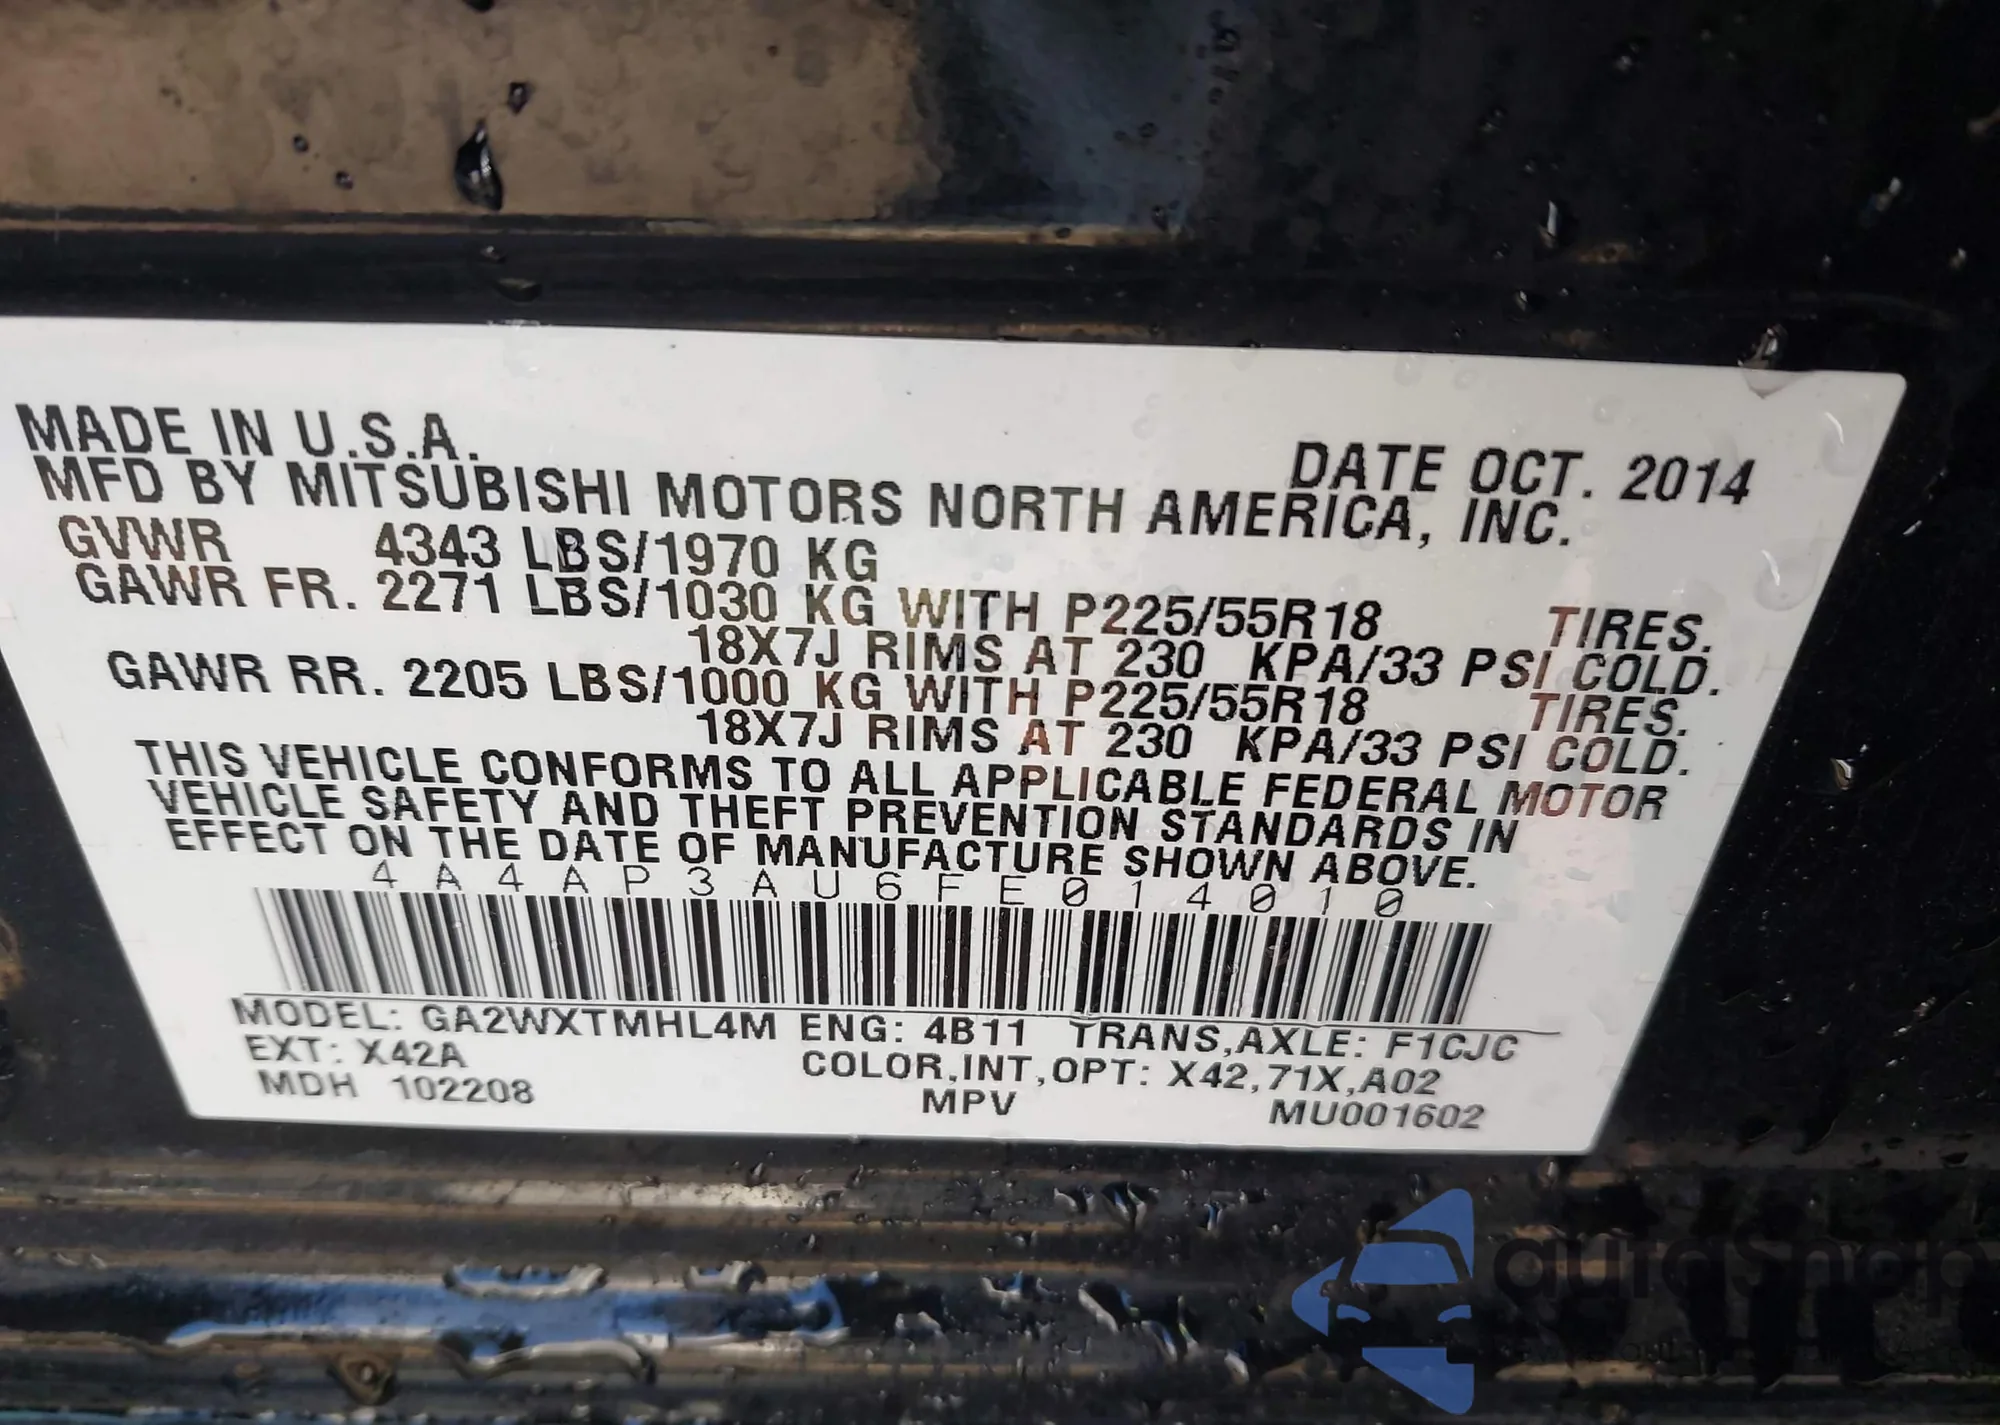 MADE IN U.S.A.
DATE OCT. 2014
MFD BY MITSUBISHI MOTORS NORTH AMERICA, INC.
GVWR 4343 LBS/1970 KG
GAWR FR. 2271 LBS/1030 KG WITH P225/55R18 TIRES.
18X7J RIMS AT 230 KPA/33 PSI COLD.
GAWR RR. 2205 LBS/1000 KG WITH P225/55R18 TIRES.
18X7J RIMS AT 230 KPA/33 PSI COLD.
THIS VEHICLE CONFORMS TO ALL APPLICABLE FEDERAL MOTOR
VEHICLE SAFETY AND THEFT PREVENTION STANDARDS IN
EFFECT ON THE DATE OF MANUFACTURE SHOWN ABOVE.
4A4AP3AU6FE014010
MODEL: GA2WXTMHL4M ENG: 4B11 TRANS,AXLE: F1CJC
EXT: X42A COLOR,INT,OPT: X42,71X,A02
MDH 102208 MPV MU001602
autosnap